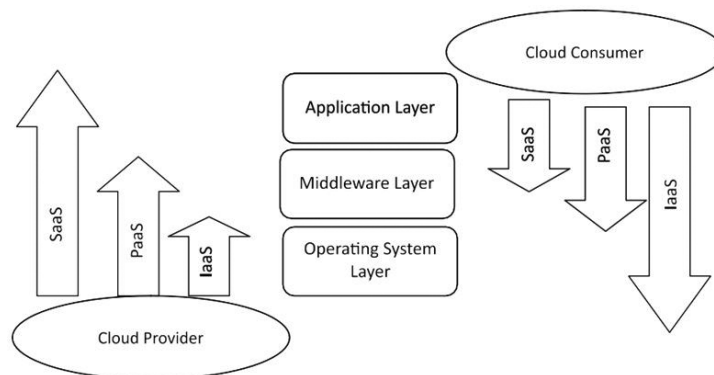 Cloud Consumer
Application Layer
Middleware Layer
Operating System
Layer
SaaS
PaaS
IaaS
SaaS
PaaS
IaaS
Cloud Provider